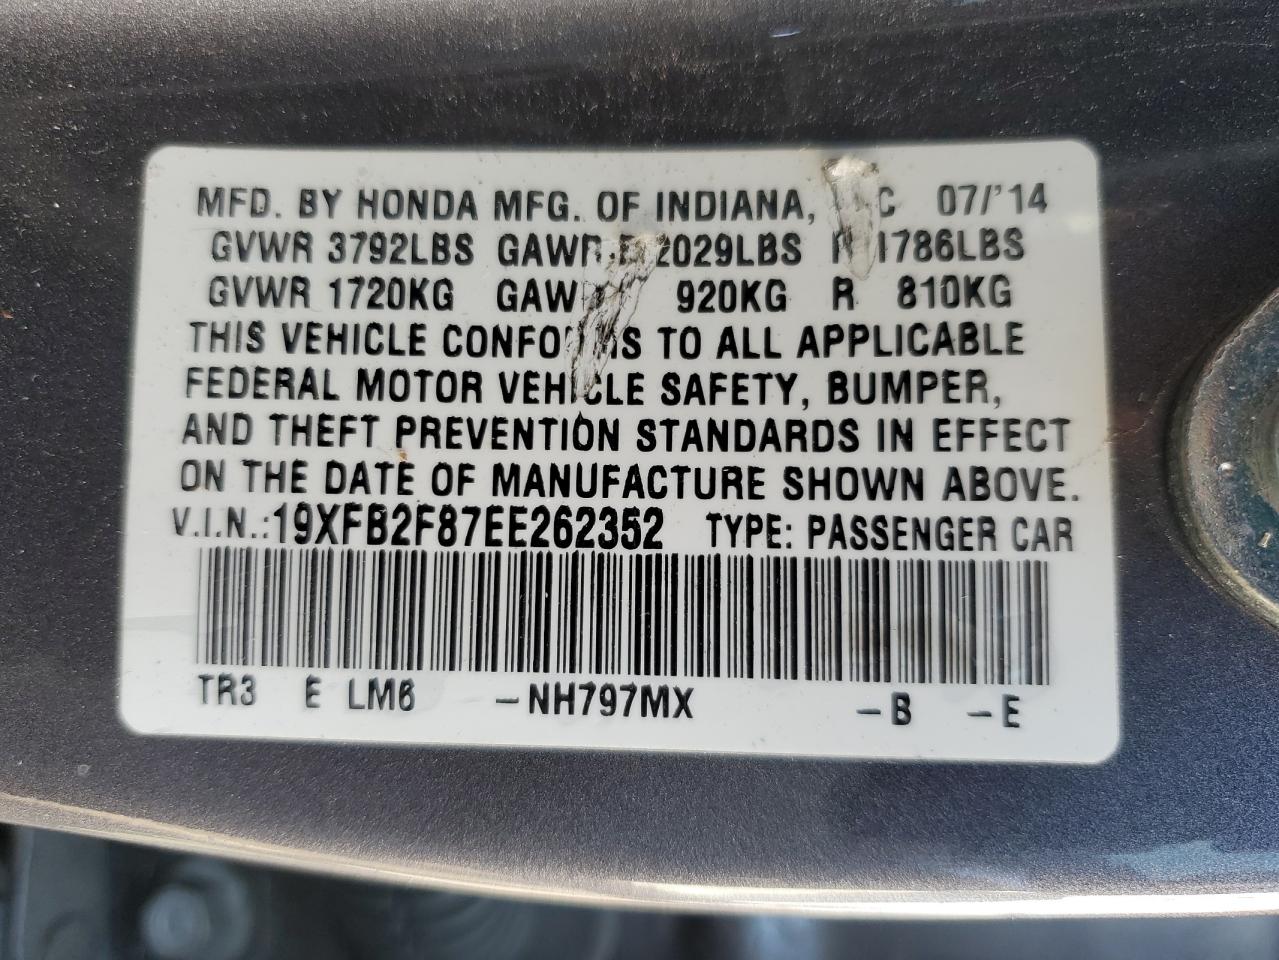 MFD. BY HONDA MFG. OF INDIANA, 07/'14
GVWR 3792LBS GAWR F 2029LBS R 1786LBS
GVWR 1720KG 920KG R 810KG
THIS VEHICLE CONFORMS TO ALL APPLICABLE
FEDERAL MOTOR VEHICLE SAFETY, BUMPER,
AND THEFT PREVENTION STANDARDS IN EFFECT
ON THE DATE OF MANUFACTURE SHOWN ABOVE.
V.I.N.:19XFB2F87EE262352 TYPE: PASSENGER CAR
TR3 E LM6 -NH797MX -B -E